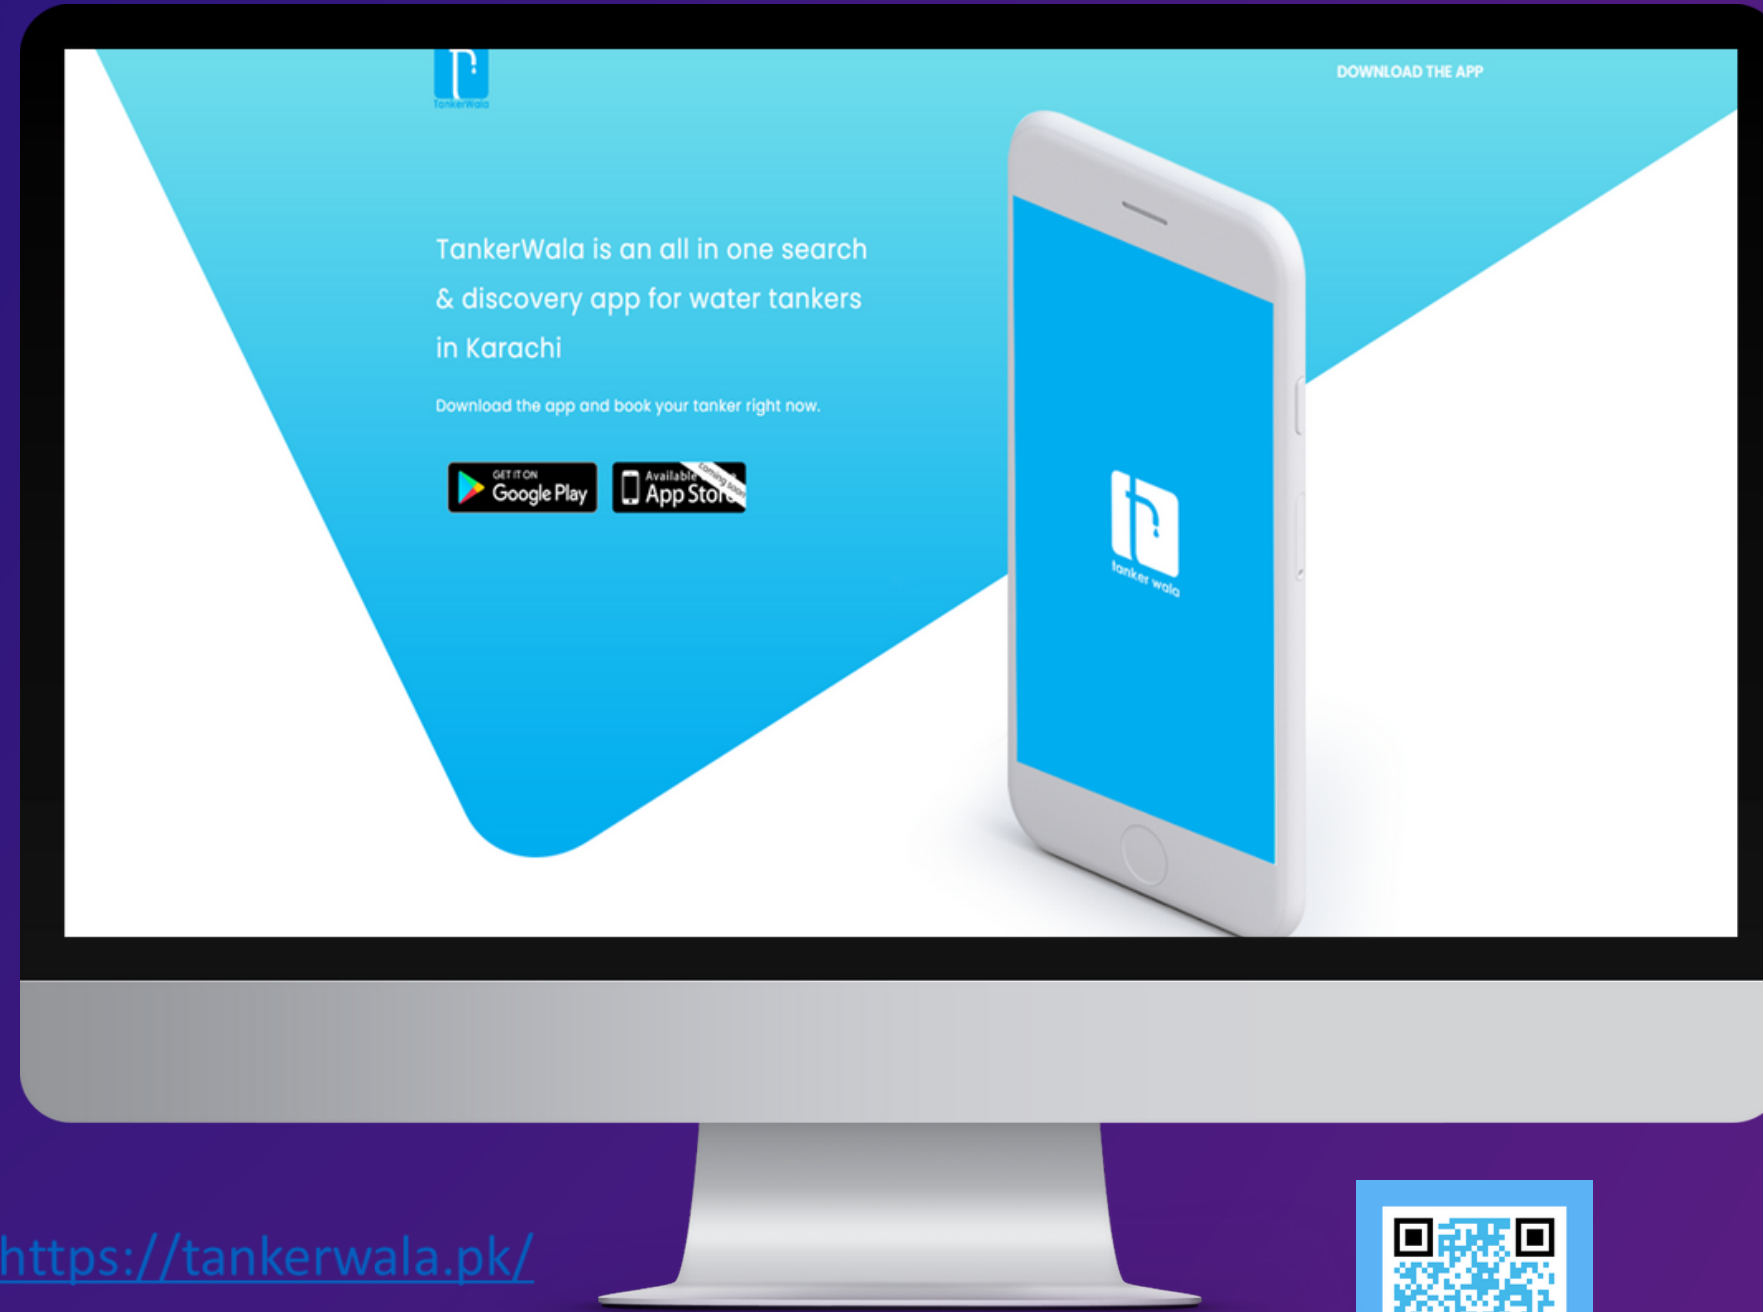 TankerWala
DOWNLOAD THE APP
TankerWala is an all in one search
& discovery app for water tankers
in Karachi
Download the app and book your tanker right now.
GET IT ON
Google Play
Available
App Store
coming soon
tanker wala
https://tankerwala.pk/